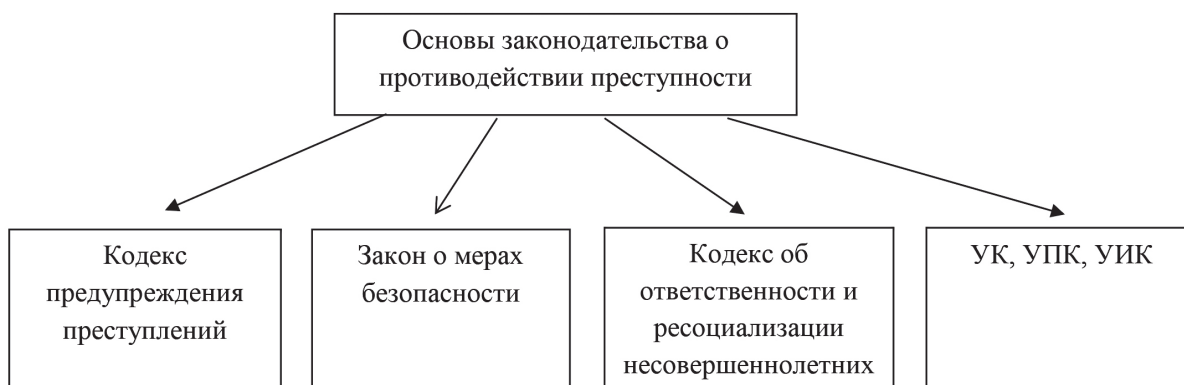 Основы законодательства о
противодействии преступности
Кодекс
предупреждения
преступлений
Закон о мерах
безопасности
Кодекс об
ответственности и
ресоциализации
несовершеннолетних
УК, УПК, УИК